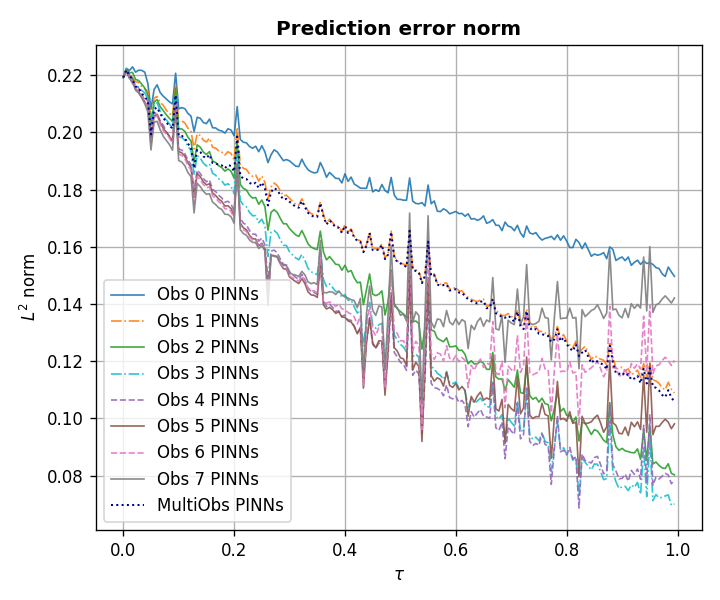 Prediction error norm
L² norm
0.22
0.20
0.18
0.16
0.14
0.12
0.10
0.08
Obs 0 PINNs
Obs 1 PINNs
Obs 2 PINNs
Obs 3 PINNs
Obs 4 PINNs
Obs 5 PINNs
Obs 6 PINNs
Obs 7 PINNs
MultiObs PINNs
0.0 0.2 0.4 0.6 0.8 1.0
τ